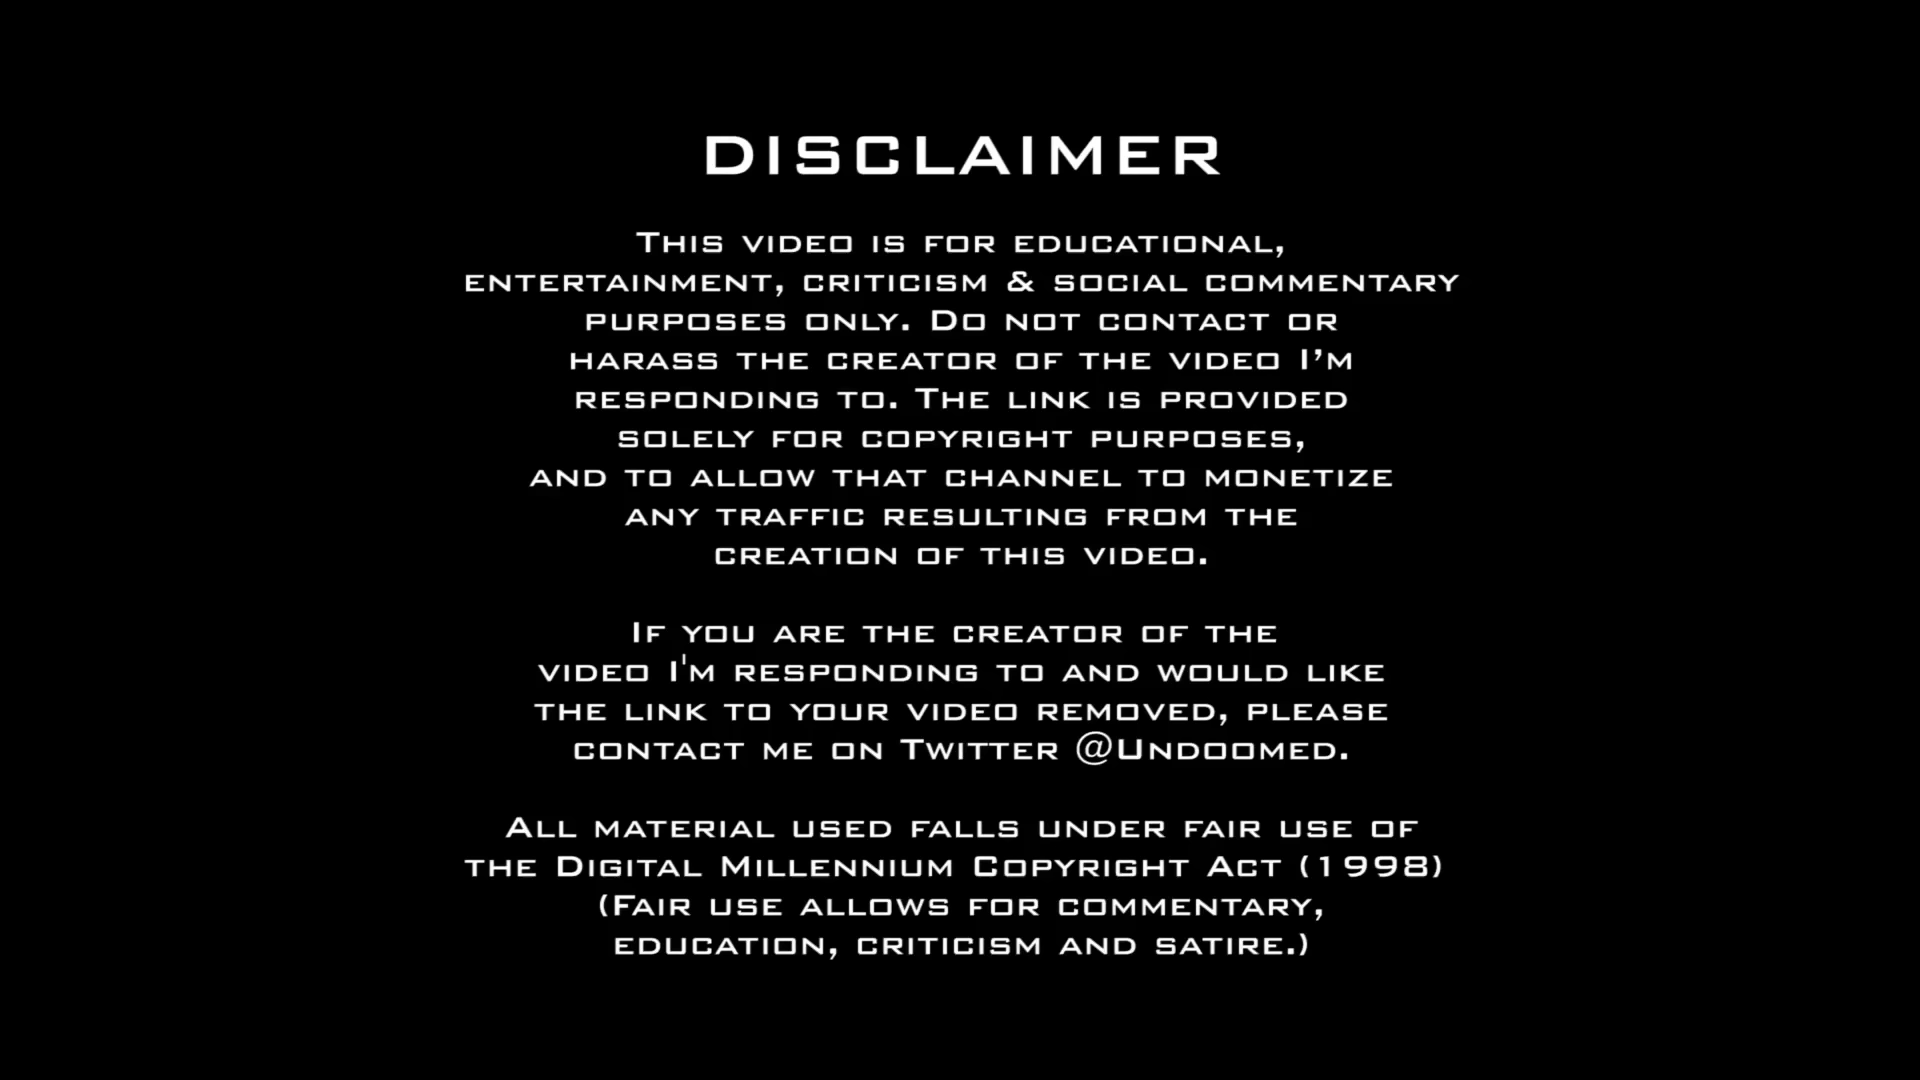 DISCLAIMER
This video is for educational,
entertainment, criticism & social commentary
purposes only. Do not contact or
harass the creator of the video I’m
responding to. The link is provided
solely for copyright purposes,
and to allow that channel to monetize
any traffic resulting from the
creation of this video.
If you are the creator of the
video I'm responding to and would like
the link to your video removed, please
contact me on Twitter @Undoomed.
All material used falls under fair use of
the Digital Millennium Copyright Act (1998)
(Fair use allows for commentary,
education, criticism and satire.)